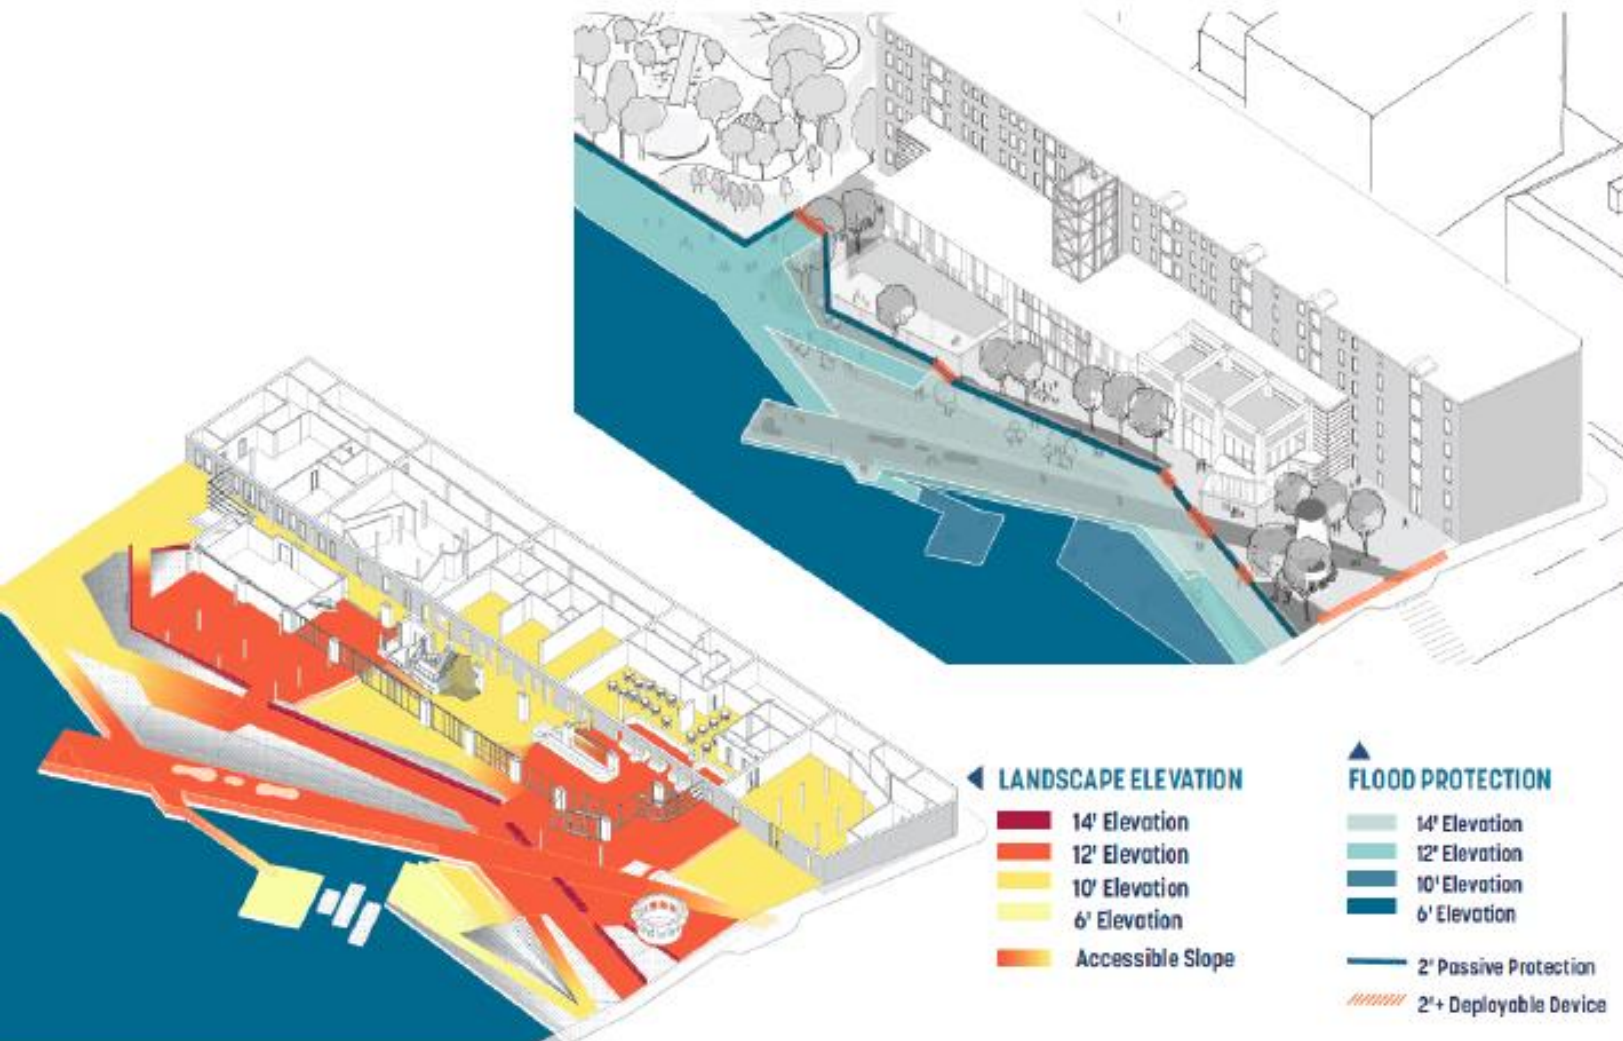 LANDSCAPE ELEVATION
14' Elevation
12' Elevation
10' Elevation
6' Elevation
Accessible Slope
FLOOD PROTECTION
14' Elevation
12' Elevation
10' Elevation
6' Elevation
2' Passive Protection
2'+ Deployable Device